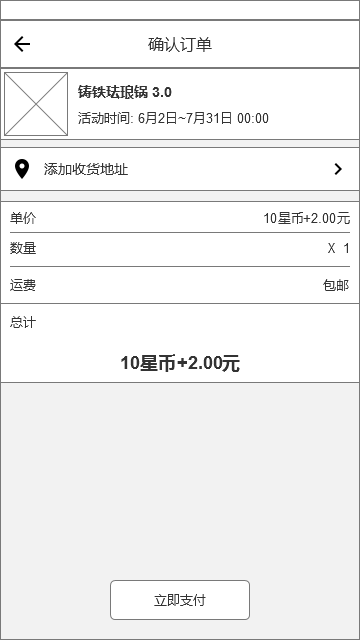 确认订单
铸铁珐琅锅 3.0
活动时间: 6月2日~7月31日 00:00
添加收货地址
单价 10星币+2.00元
数量 X 1
运费 包邮
总计
10星币+2.00元
立即支付